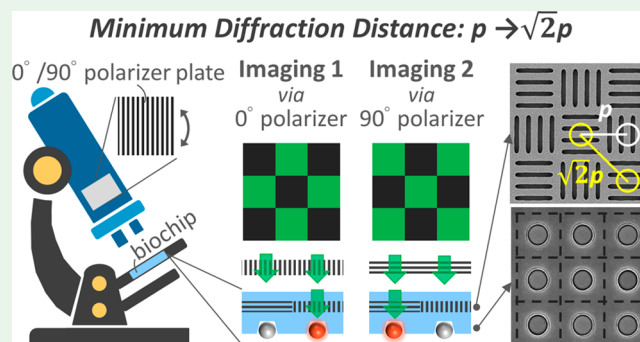 Minimum Diffraction Distance: p →√2p
0° /90° polarizer plate
Imaging 1
via
0° polarizer
Imaging 2
via
90° polarizer
biochip
p
√2p